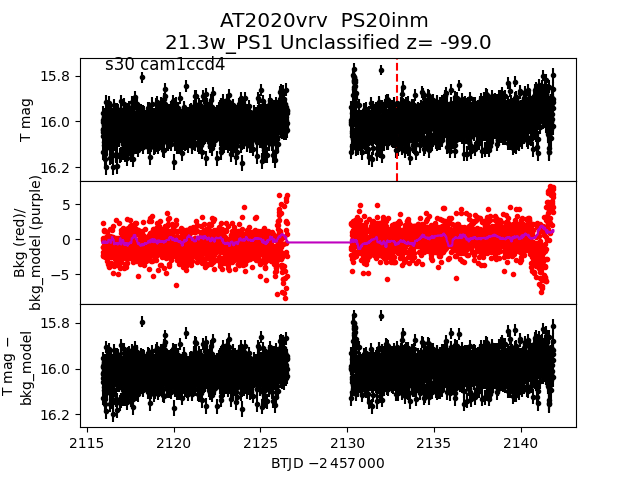 AT2020vrv  PS20inm
21.3w_PS1 Unclassified z= -99.0
s30 cam1ccd4
T mag
15.8
16.0
16.2
Bkg (red)/
bkg_model (purple)
5
0
−5
T mag −
bkg_model
15.8
16.0
16.2
2115
2120
2125
2130
2135
2140
BTJD −2 457 000